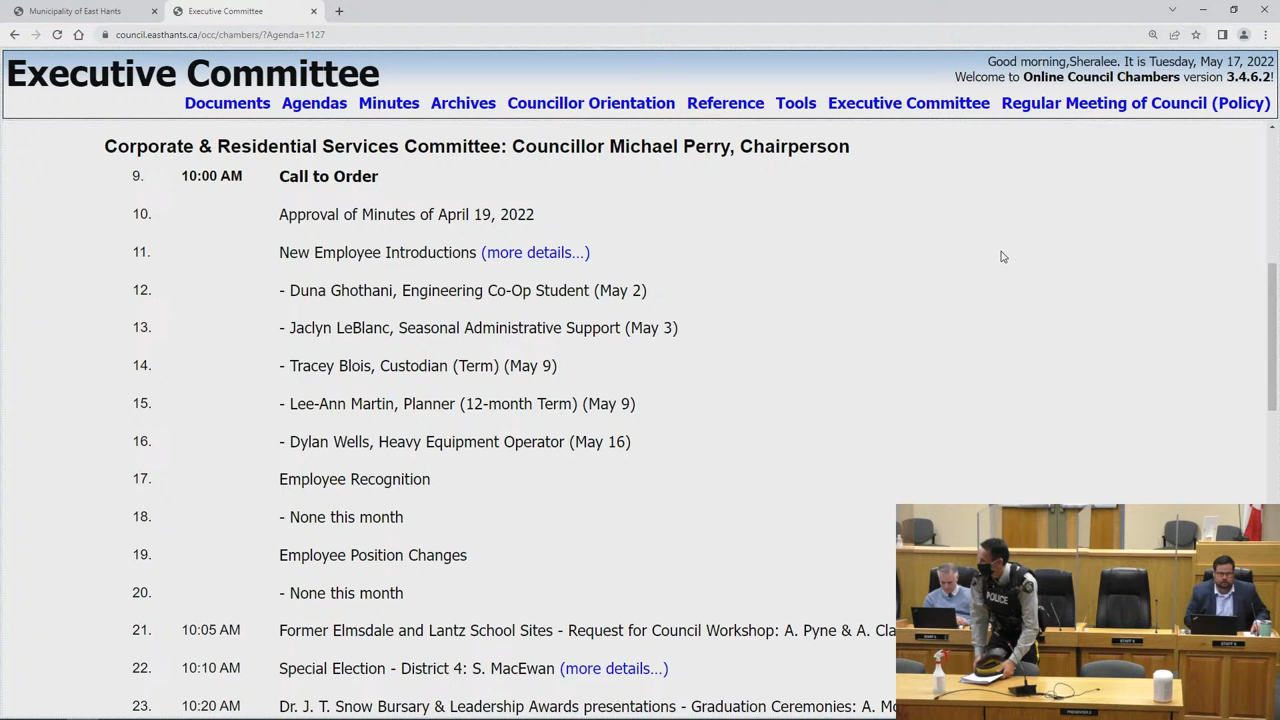 Municipality of East Hants
Executive Committee
council.easthants.ca/occ/chambers/?Agenda=1127
Executive Committee
Good morning,Sheralee. It is Tuesday, May 17, 2022
Welcome to Online Council Chambers version 3.4.6.2!
Documents Agendas Minutes Archives Councillor Orientation Reference Tools Executive Committee Regular Meeting of Council (Policy)
Corporate & Residential Services Committee: Councillor Michael Perry, Chairperson
9. 10:00 AM Call to Order
10. Approval of Minutes of April 19, 2022
11. New Employee Introductions (more details...)
12. - Duna Ghothani, Engineering Co-Op Student (May 2)
13. - Jaclyn LeBlanc, Seasonal Administrative Support (May 3)
14. - Tracey Blois, Custodian (Term) (May 9)
15. - Lee-Ann Martin, Planner (12-month Term) (May 9)
16. - Dylan Wells, Heavy Equipment Operator (May 16)
17. Employee Recognition
18. - None this month
19. Employee Position Changes
20. - None this month
21. 10:05 AM Former Elmsdale and Lantz School Sites - Request for Council Workshop: A. Pyne & A. Cla
22. 10:10 AM Special Election - District 4: S. MacEwan (more details...)
23. 10:20 AM Dr. J. T. Snow Bursary & Leadership Awards presentations - Graduation Ceremonies: A. Mo
POLICE